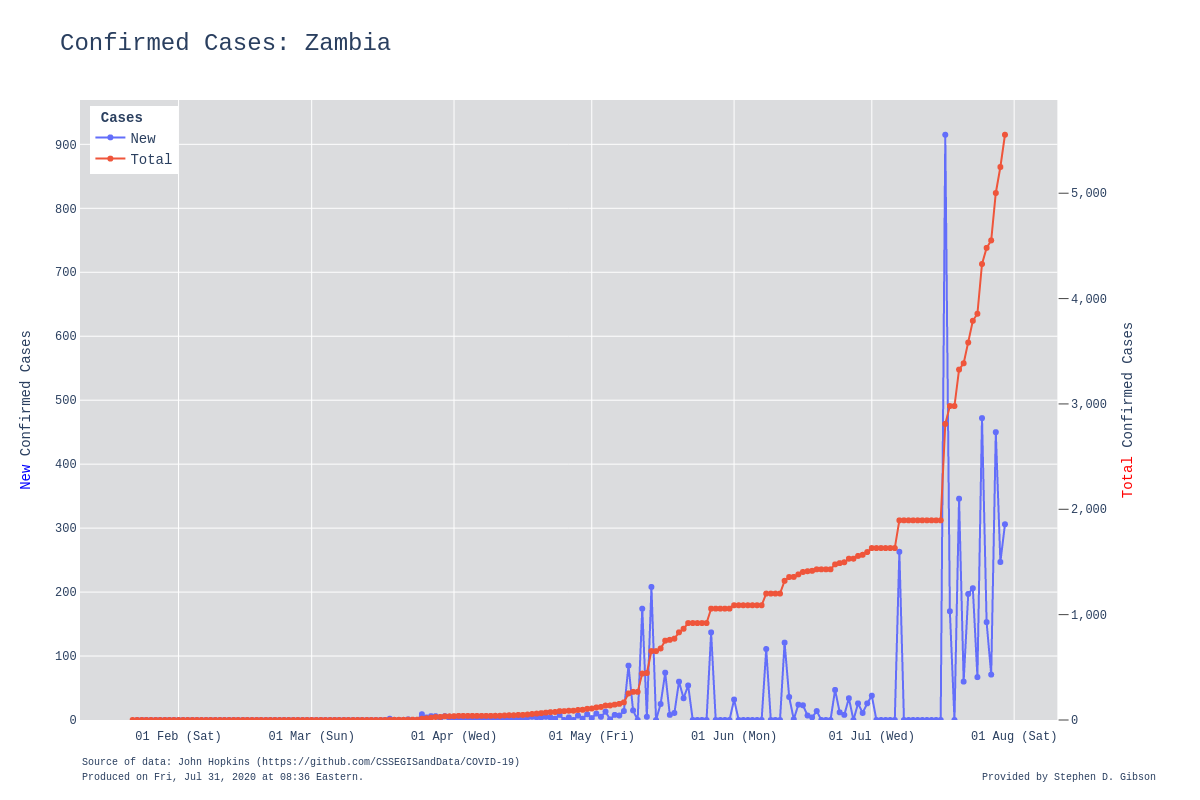 Confirmed Cases: Zambia
Cases
New
Total
900
800
700
600
500
400
300
200
100
0
5,000
4,000
3,000
2,000
1,000
0
New Confirmed Cases
Total Confirmed Cases
01 Feb (Sat)
01 Mar (Sun)
01 Apr (Wed)
01 May (Fri)
01 Jun (Mon)
01 Jul (Wed)
01 Aug (Sat)
Source of data: John Hopkins (https://github.com/CSSEGISandData/COVID-19)
Produced on Fri, Jul 31, 2020 at 08:36 Eastern.
Provided by Stephen D. Gibson